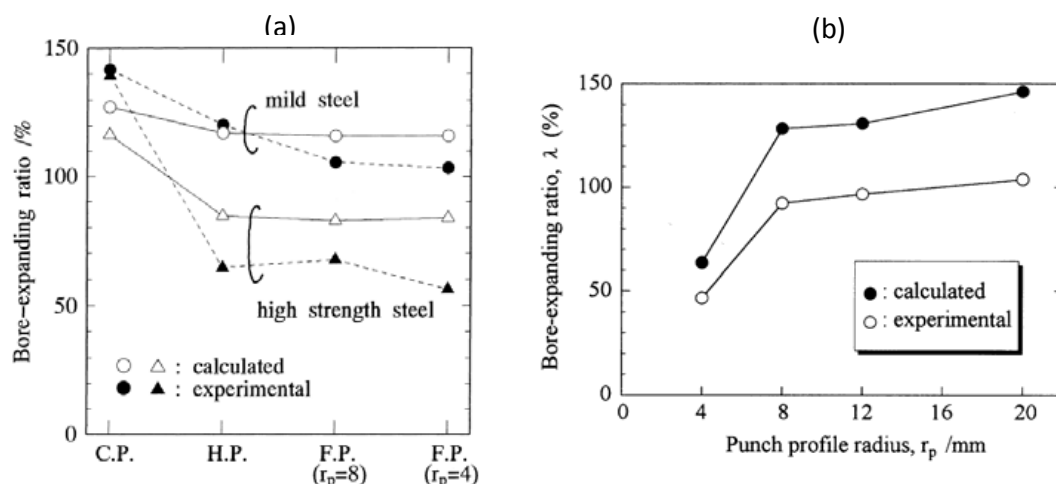 (a)
150
100
50
0
Bore-expanding ratio /%
mild steel
high strength steel
○ △ : calculated
● ▲ : experimental
C.P. H.P. F.P. F.P.
(rp=8) (rp=4)
(b)
150
100
50
0
Bore-expanding ratio, λ (%)
● : calculated
○ : experimental
0 4 8 12 16 20
Punch profile radius, rp /mm